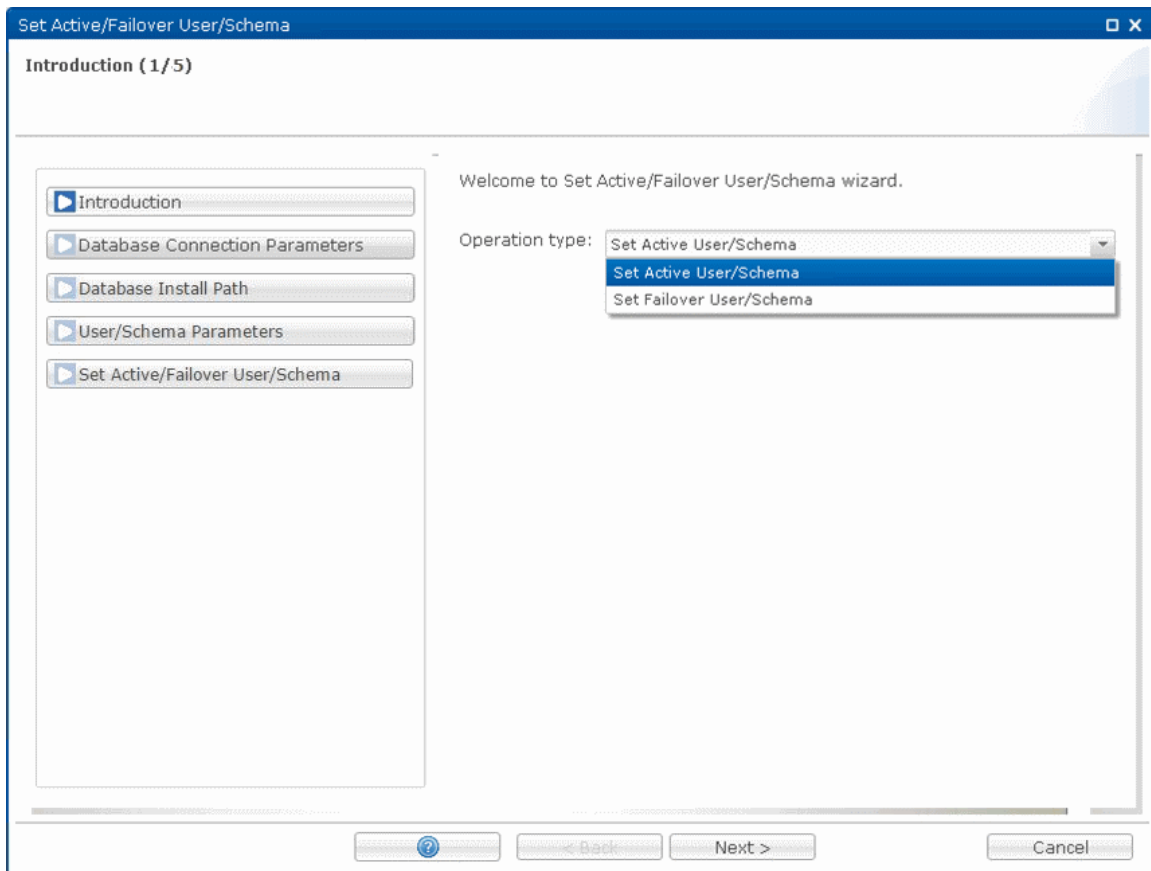 Set Active/Failover User/Schema
Introduction (1/5)
Introduction
Database Connection Parameters
Database Install Path
User/Schema Parameters
Set Active/Failover User/Schema
Welcome to Set Active/Failover User/Schema wizard.
Operation type: Set Active User/Schema
Set Active User/Schema
Set Failover User/Schema
? < Back Next > Cancel